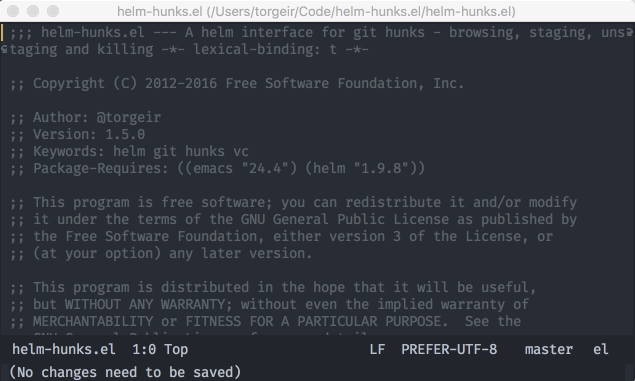 helm-hunks.el (/Users/torgeir/Code/helm-hunks.el/helm-hunks.el)
;;; helm-hunks.el --- A helm interface for git hunks - browsing, staging, uns
taging and killing -*- lexical-binding: t -*-
;; Copyright (C) 2012-2016 Free Software Foundation, Inc.
;; Author: @torgeir
;; Version: 1.5.0
;; Keywords: helm git hunks vc
;; Package-Requires: ((emacs "24.4") (helm "1.9.8"))
;; This program is free software; you can redistribute it and/or modify
;; it under the terms of the GNU General Public License as published by
;; the Free Software Foundation, either version 3 of the License, or
;; (at your option) any later version.
;; This program is distributed in the hope that it will be useful,
;; but WITHOUT ANY WARRANTY; without even the implied warranty of
;; MERCHANTABILITY or FITNESS FOR A PARTICULAR PURPOSE.  See the
helm-hunks.el  1:0 Top LF  PREFER-UTF-8  master  el
(No changes need to be saved)